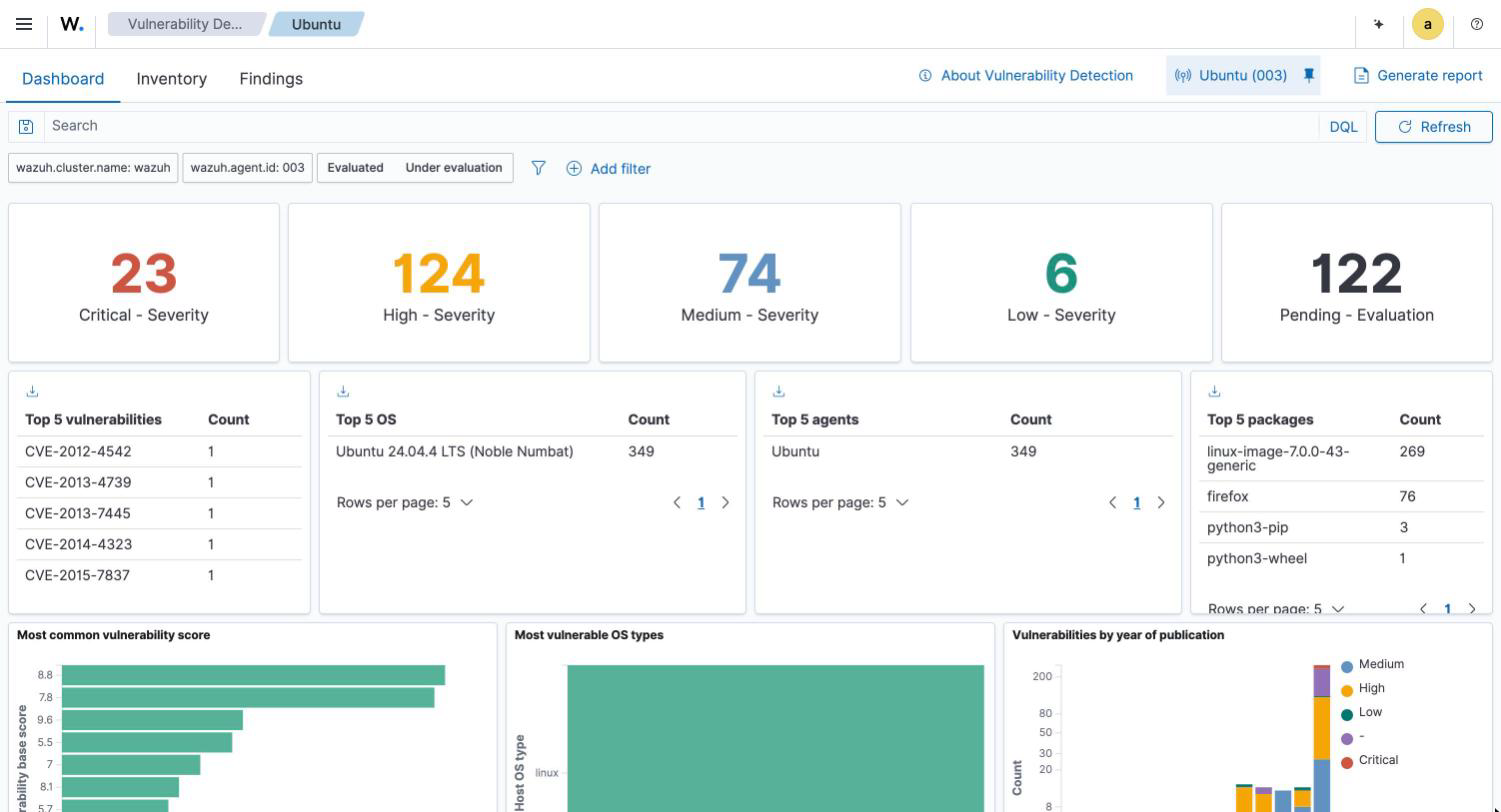 W. Vulnerability De... Ubuntu a
Dashboard Inventory Findings About Vulnerability Detection Ubuntu (003) Generate report
Search DQL Refresh
wazuh.cluster.name: wazuh wazuh.agent.id: 003 Evaluated Under evaluation Add filter
23 124 74 6 122
Critical - Severity High - Severity Medium - Severity Low - Severity Pending - Evaluation
Top 5 vulnerabilities Count
CVE-2012-4542 1
CVE-2013-4739 1
CVE-2013-7445 1
CVE-2014-4323 1
CVE-2015-7837 1
Top 5 OS Count
Ubuntu 24.04.4 LTS (Noble Numbat) 349
Rows per page: 5 1
Top 5 agents Count
Ubuntu 349
Rows per page: 5 1
Top 5 packages Count
linux-image-7.0.0-43- 269
generic
firefox 76
python3-pip 3
python3-wheel 1
Rows per page: 5 1
Most common vulnerability score
8.8
7.8
9.6
5.5
7
8.1
5.7
rability base score
Most vulnerable OS types
linux
Host OS type
Vulnerabilities by year of publication
200
80
50
30
20
8
Count
Medium
High
Low
-
Critical